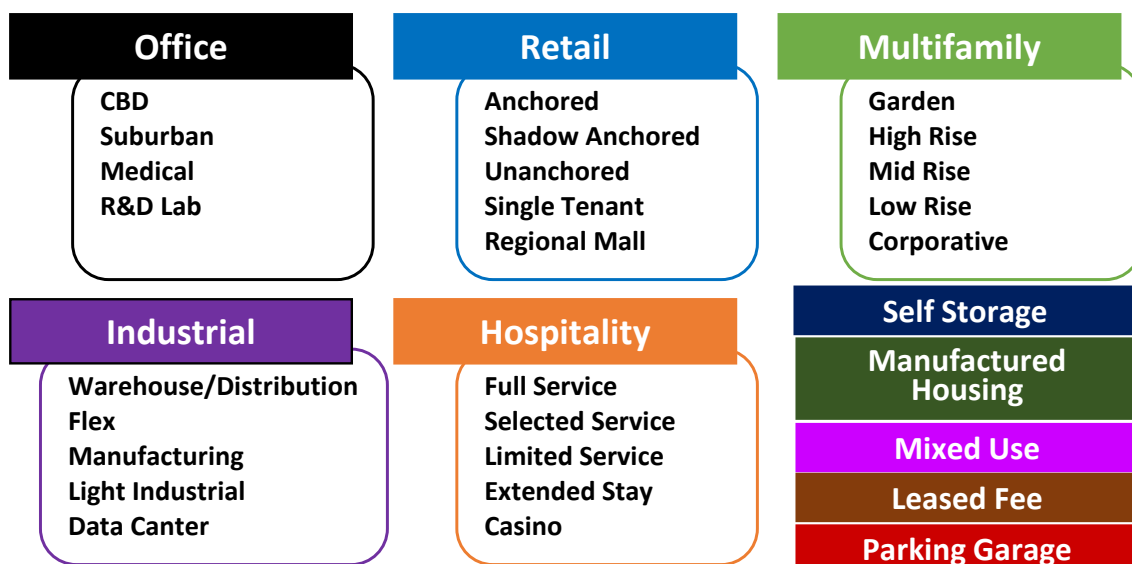 Office
CBD
Suburban
Medical
R&D Lab
Retail
Anchored
Shadow Anchored
Unanchored
Single Tenant
Regional Mall
Multifamily
Garden
High Rise
Mid Rise
Low Rise
Corporative
Industrial
Warehouse/Distribution
Flex
Manufacturing
Light Industrial
Data Canter
Hospitality
Full Service
Selected Service
Limited Service
Extended Stay
Casino
Self Storage
Manufactured
Housing
Mixed Use
Leased Fee
Parking Garage